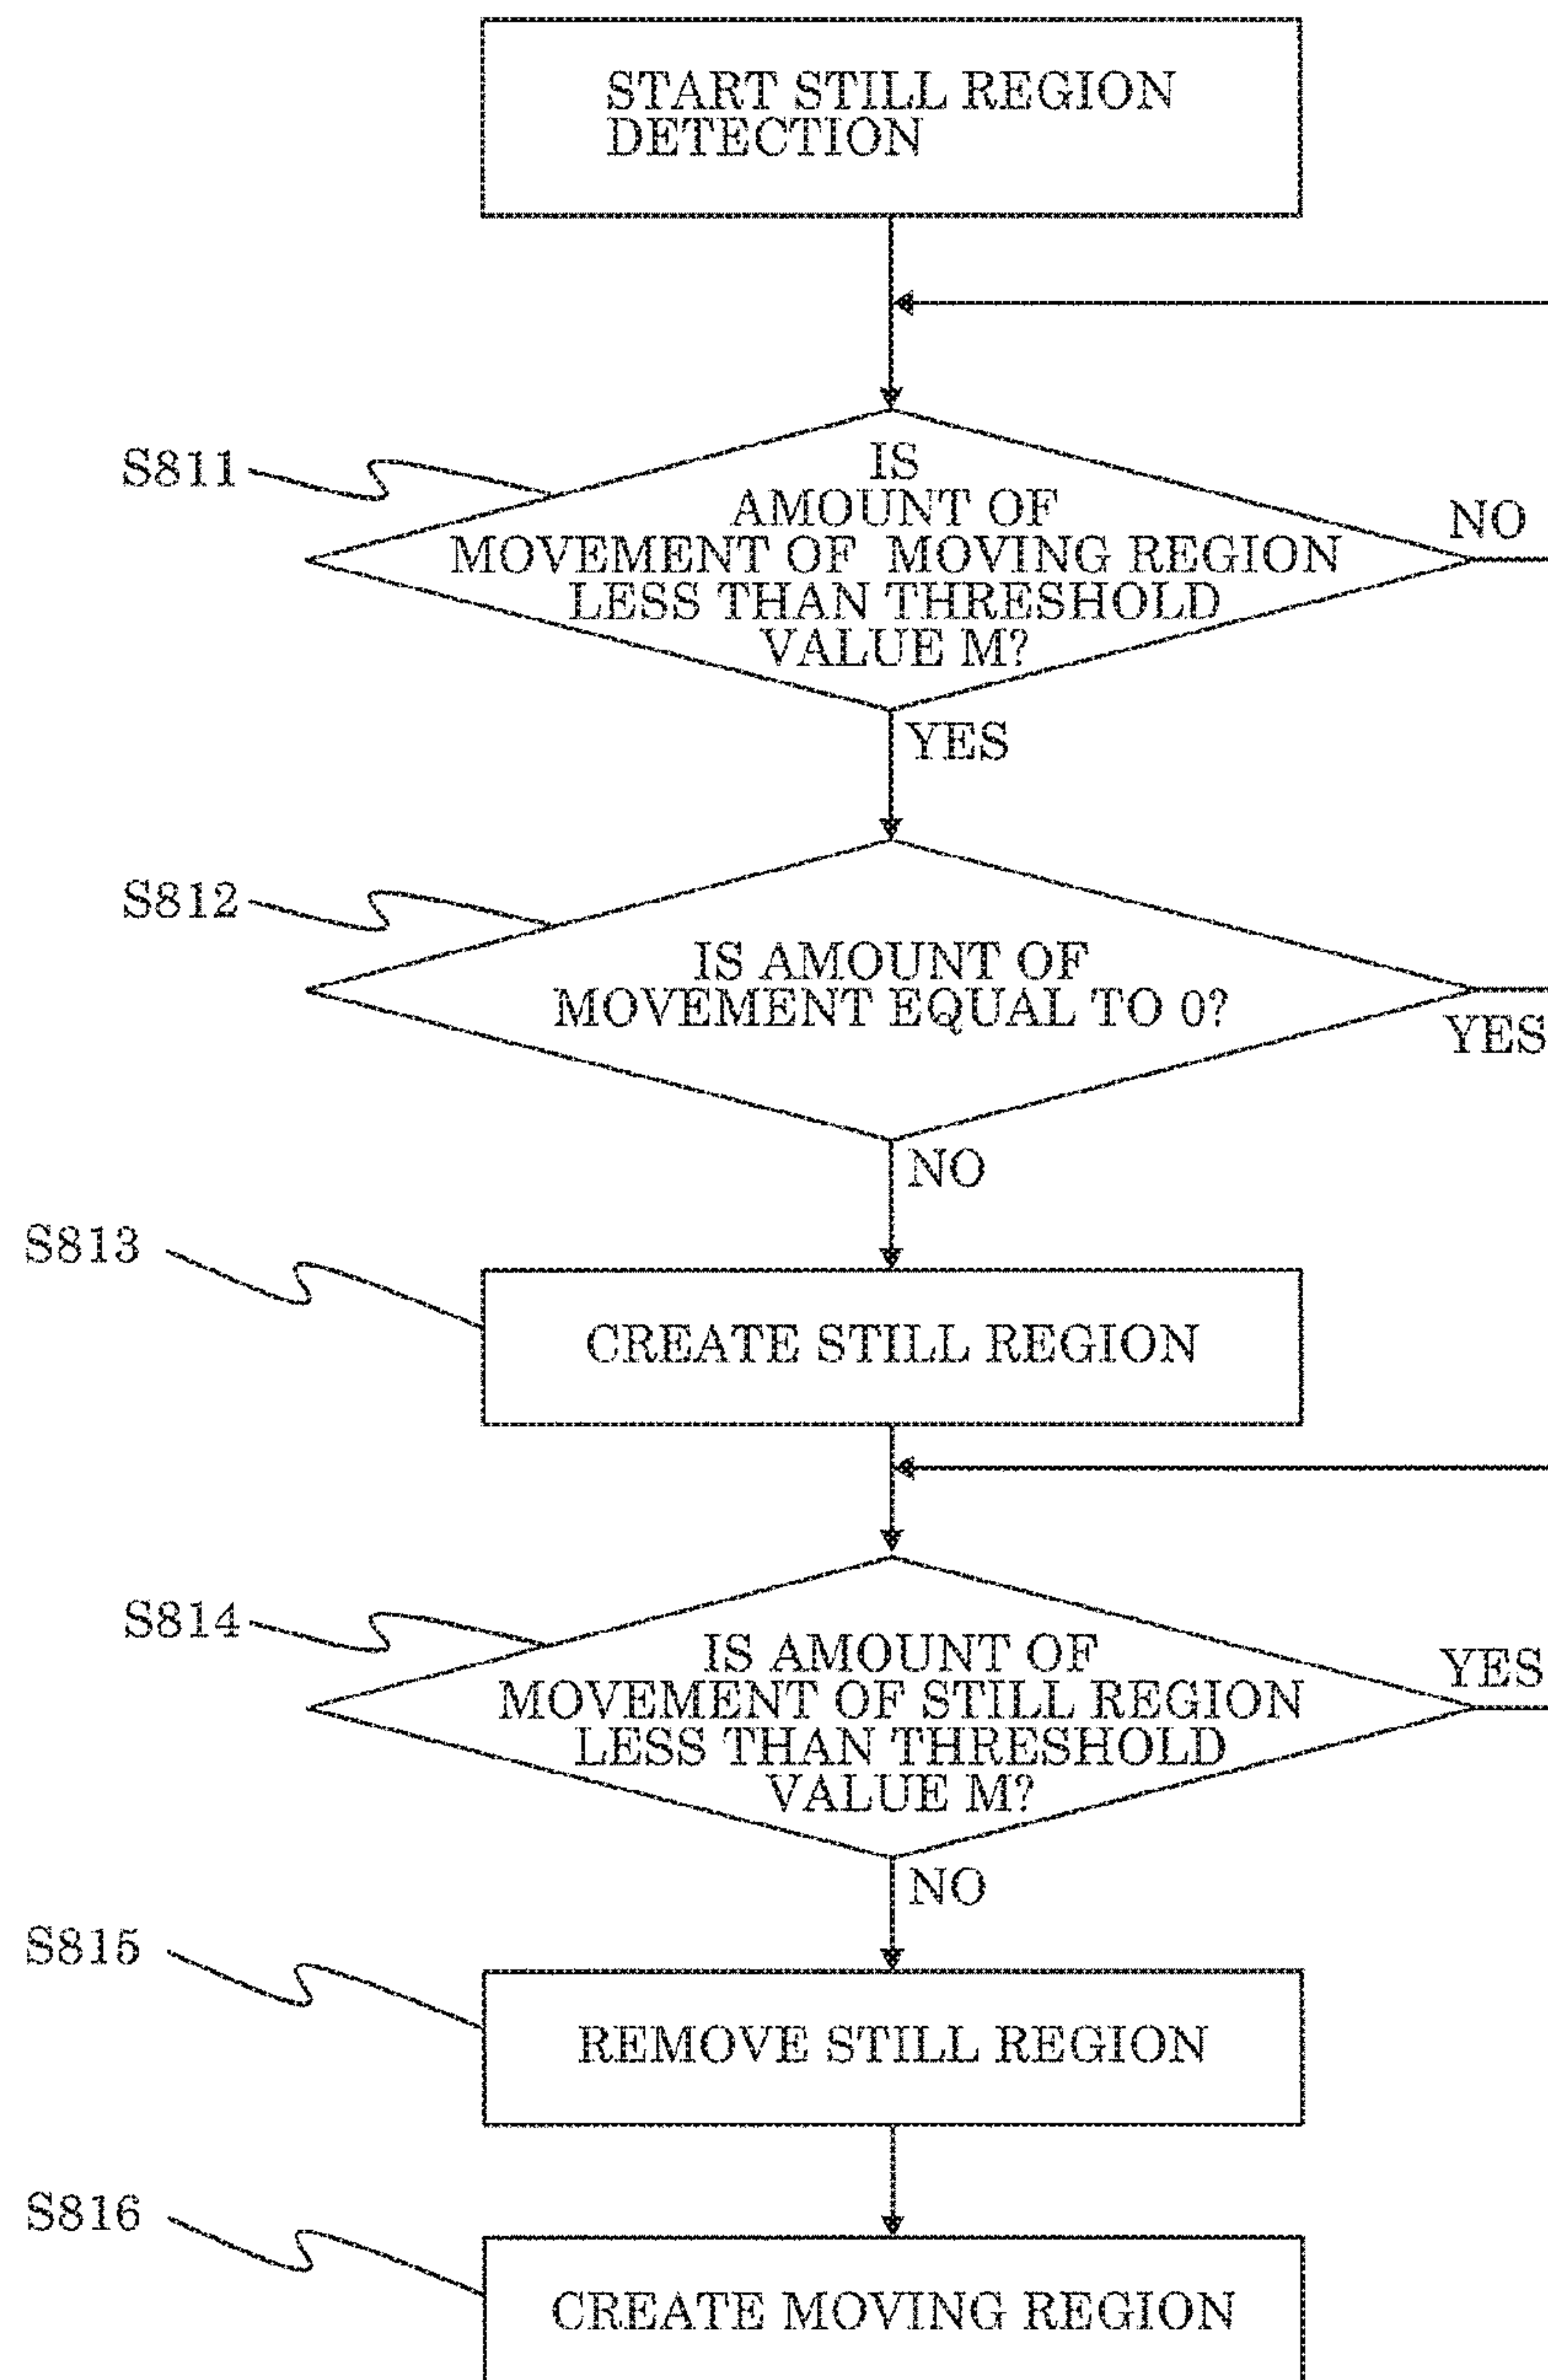 START STILL REGION
DETECTION
S811
IS
AMOUNT OF
MOVEMENT OF MOVING REGION
LESS THAN THRESHOLD
VALUE M?
NO
YES
S812
IS AMOUNT OF
MOVEMENT EQUAL TO 0?
YES
NO
S813
CREATE STILL REGION
S814
IS AMOUNT OF
MOVEMENT OF STILL REGION
LESS THAN THRESHOLD
VALUE M?
YES
NO
S815
REMOVE STILL REGION
S816
CREATE MOVING REGION